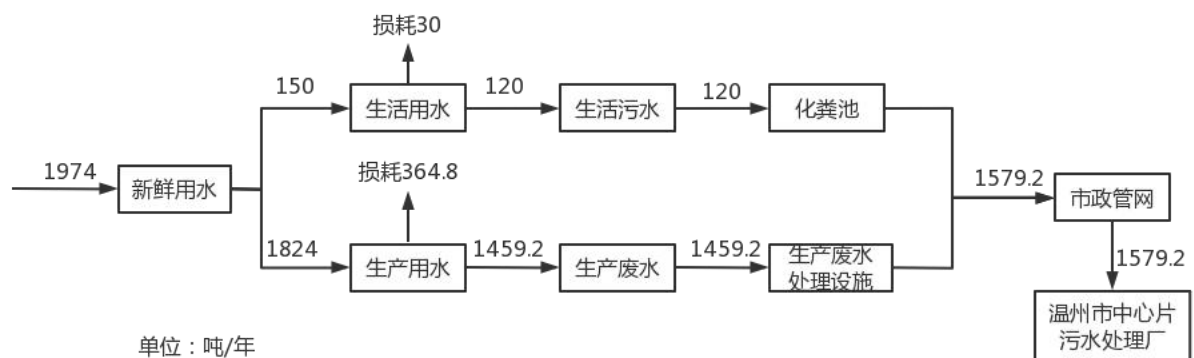 损耗30
150
生活用水
120
生活污水
120
化粪池
1974
新鲜用水
损耗364.8
1579.2
市政管网
1824
生产用水
1459.2
生产废水
1459.2
生产废水
处理设施
1579.2
温州市中心片
污水处理厂
单位：吨/年